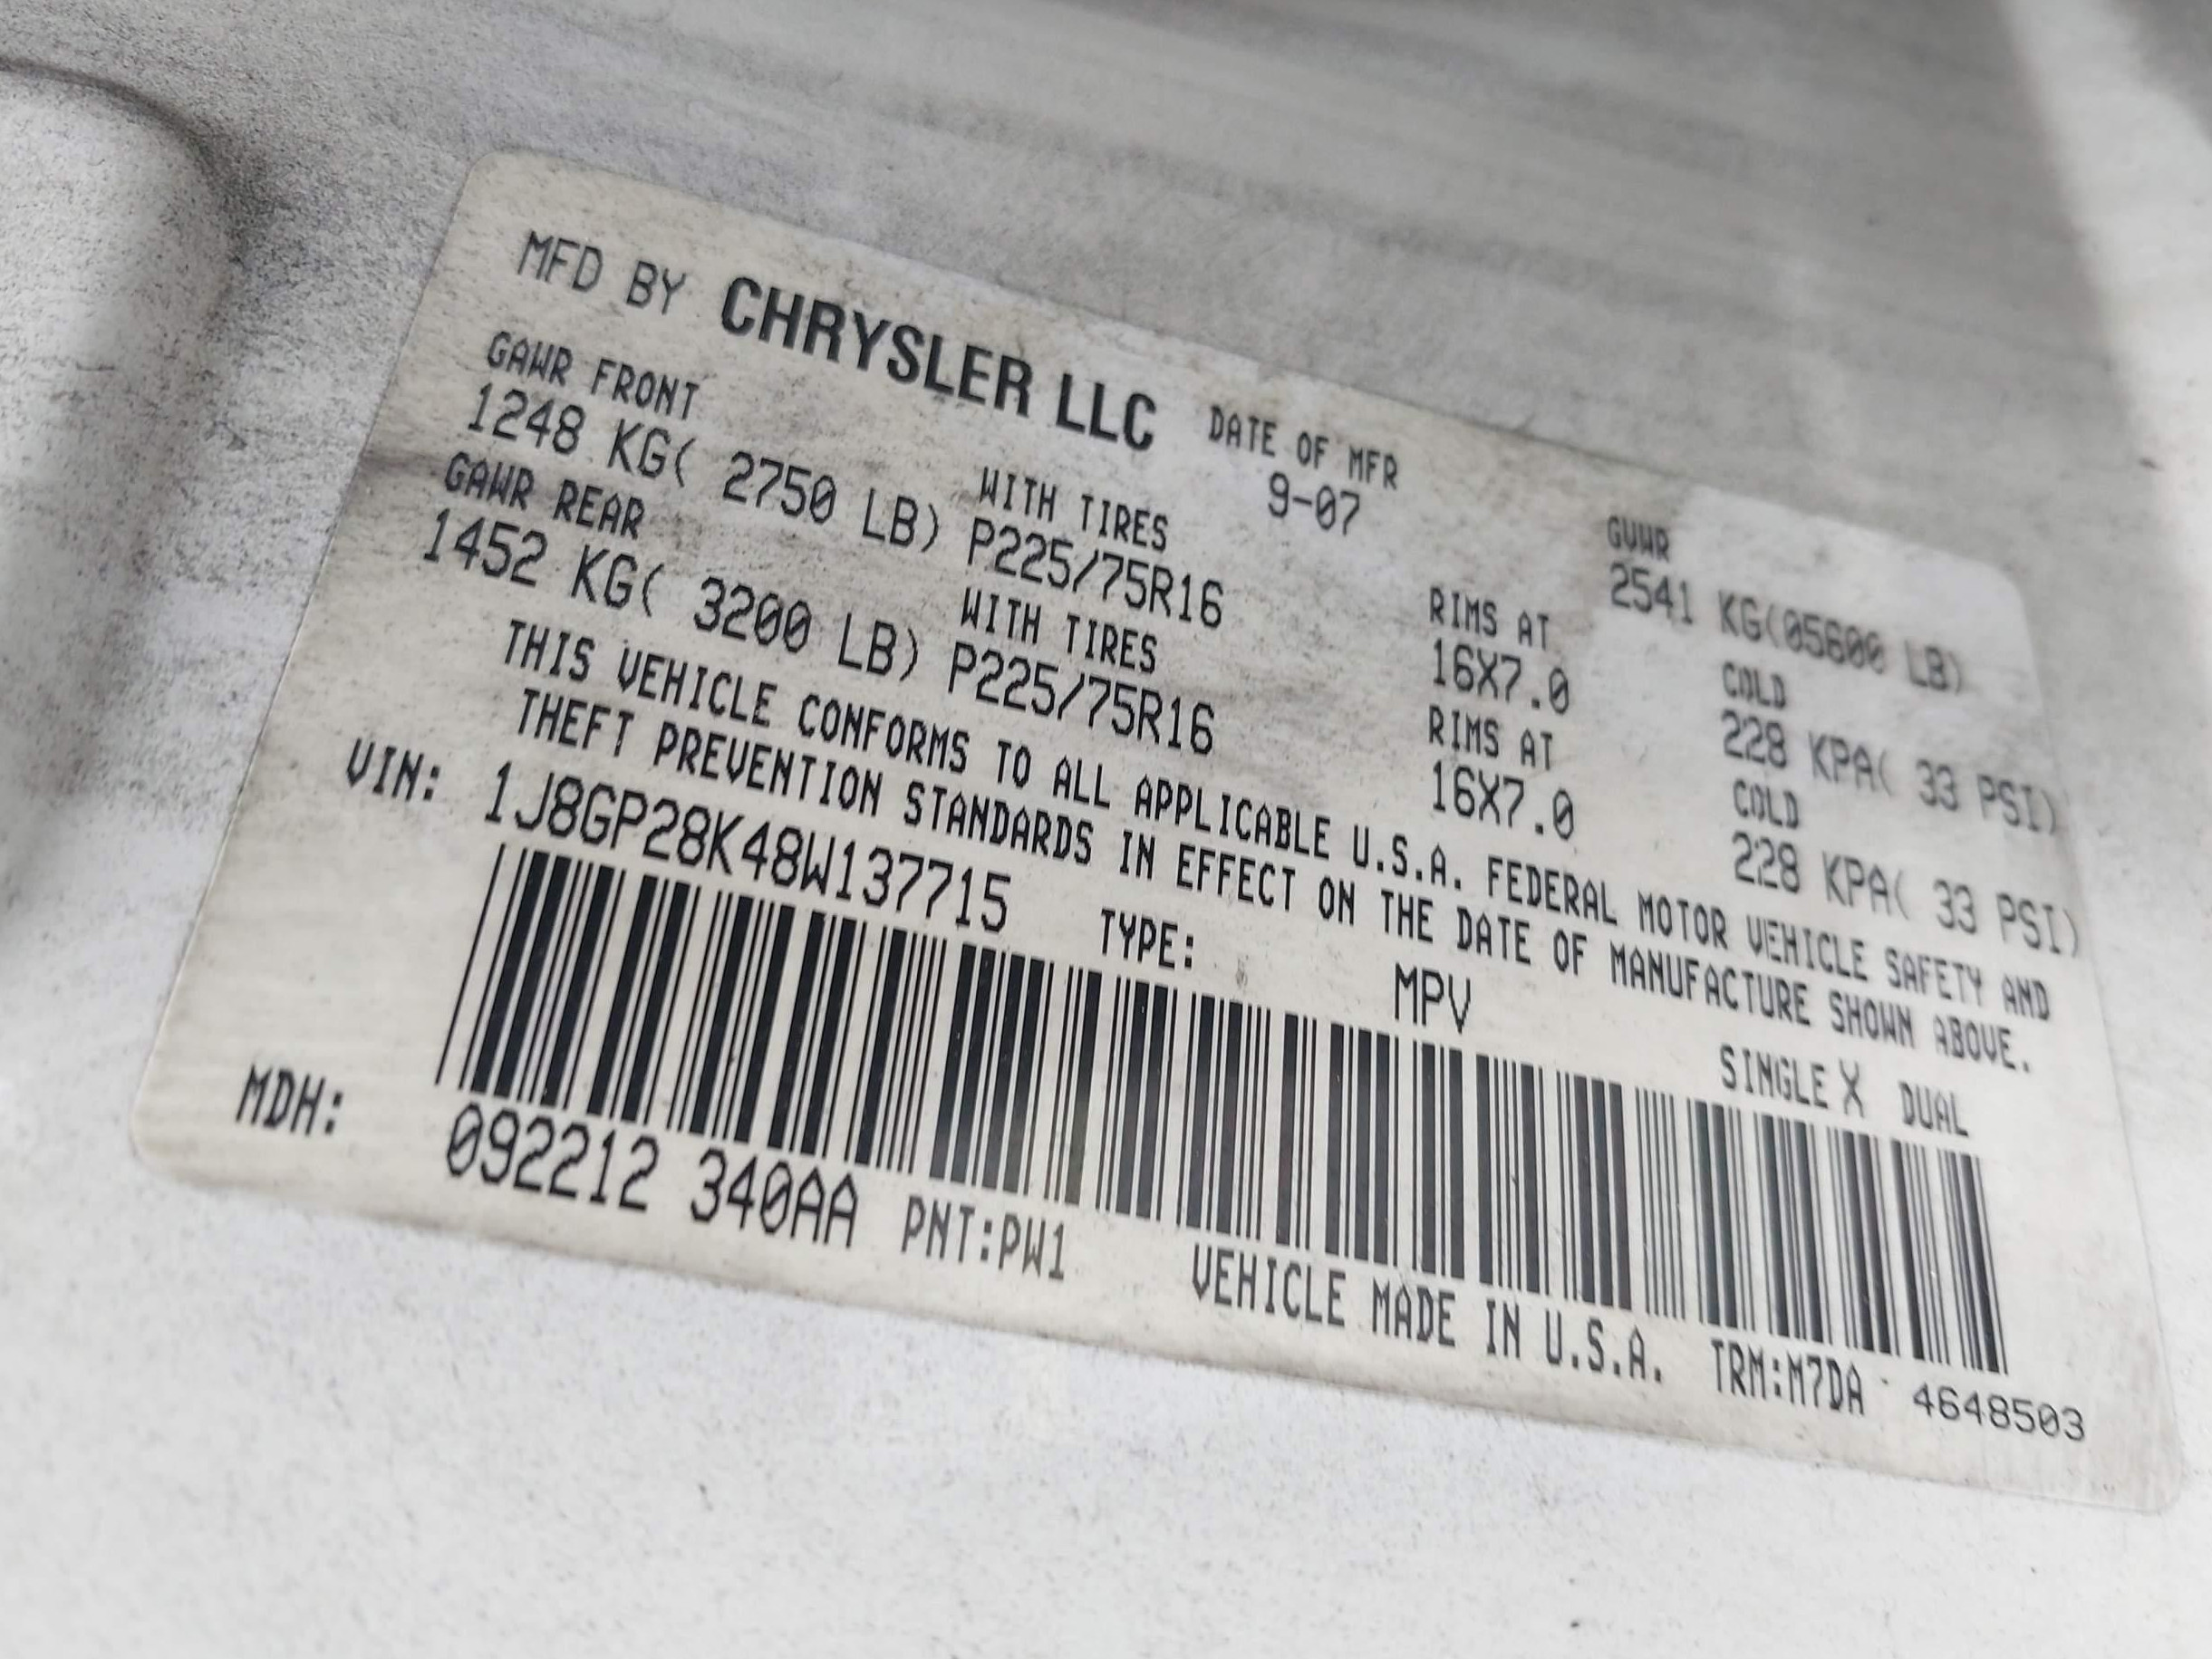 MFD BY CHRYSLER LLC DATE OF MFR 9-07 GVWR 2541 KG(05600 LB)
GAWR FRONT WITH TIRES RIMS AT COLD
1248 KG( 2750 LB) P225/75R16 16X7.0 228 KPA( 33 PSI)
GAWR REAR WITH TIRES RIMS AT COLD
1452 KG( 3200 LB) P225/75R16 16X7.0 228 KPA( 33 PSI)
THIS VEHICLE CONFORMS TO ALL APPLICABLE U.S.A. FEDERAL MOTOR VEHICLE SAFETY AND
THEFT PREVENTION STANDARDS IN EFFECT ON THE DATE OF MANUFACTURE SHOWN ABOVE.
VIN: 1J8GP28K48W137715 TYPE: MPV SINGLE X DUAL
MDH: 092212 340AA PNT:PW1 VEHICLE MADE IN U.S.A. TRM:M7DA 4648503